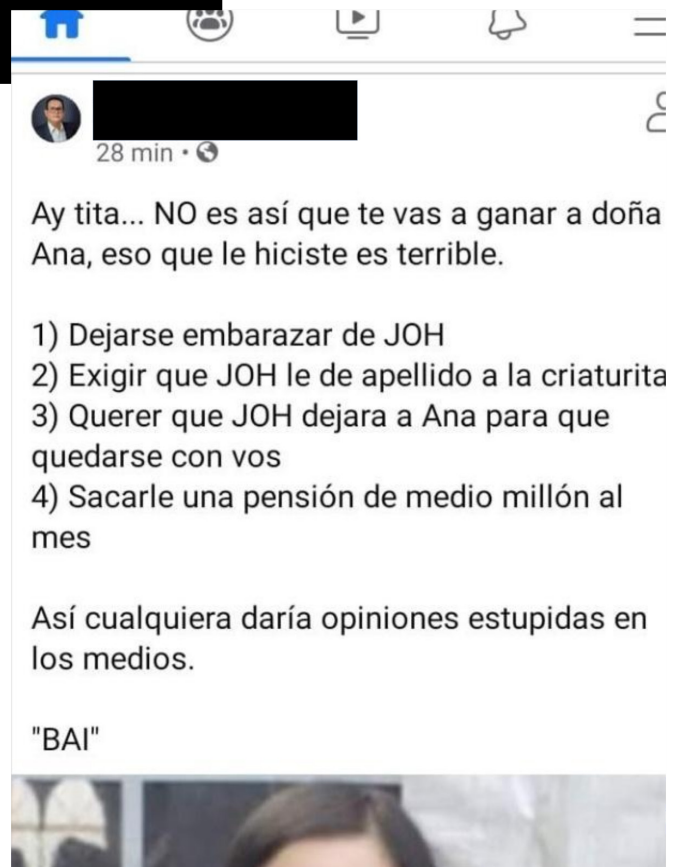 28 min
Ay tita... NO es así que te vas a ganar a doña
Ana, eso que le hiciste es terrible.
1) Dejarse embarazar de JOH
2) Exigir que JOH le de apellido a la criaturita
3) Querer que JOH dejara a Ana para que
quedarse con vos
4) Sacarle una pensión de medio millón al
mes
Así cualquiera daría opiniones estupidas en
los medios.
"BAI"